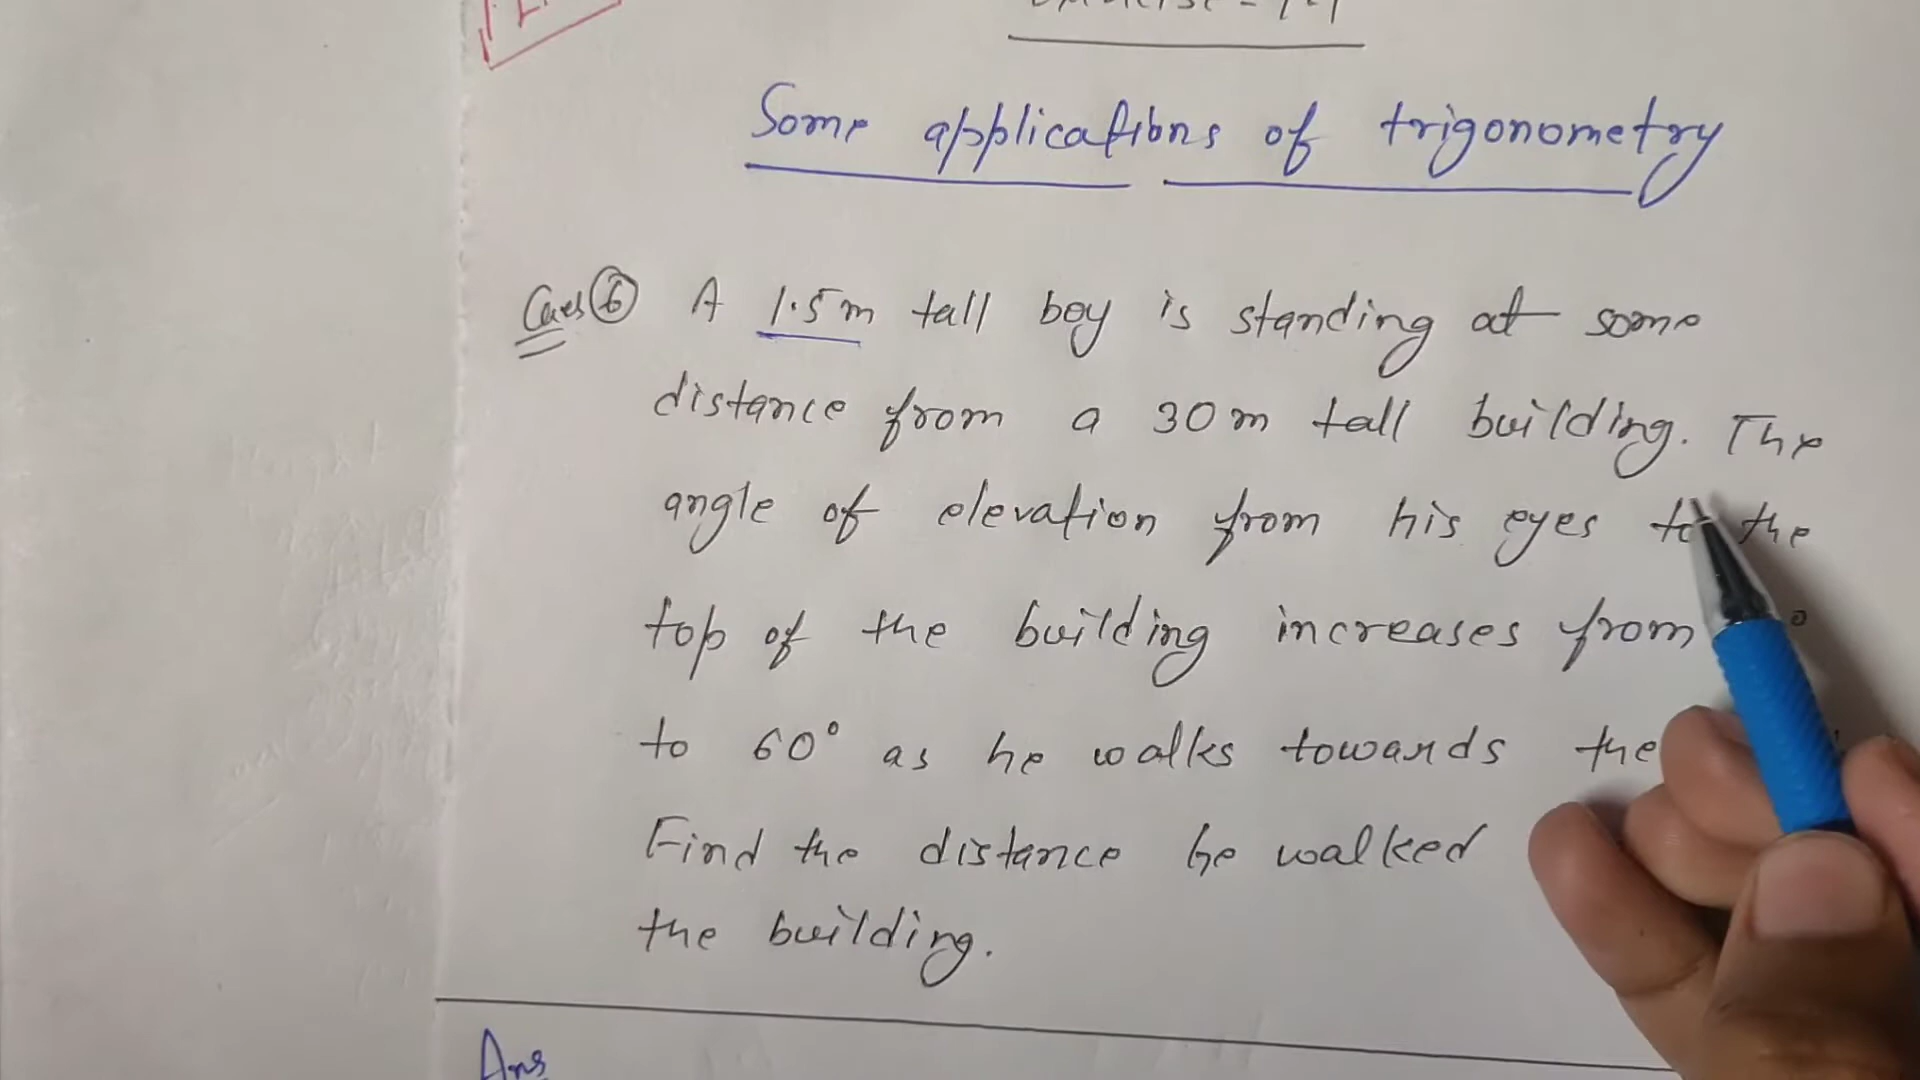 Some applications of trigonometry
Ques 6 A 1.5m tall boy is standing at some
distance from a 30m tall building. The
angle of elevation from his eyes to the
top of the building increases from
to 60° as he walks towards the
Find the distance he walked
the building.
Ans